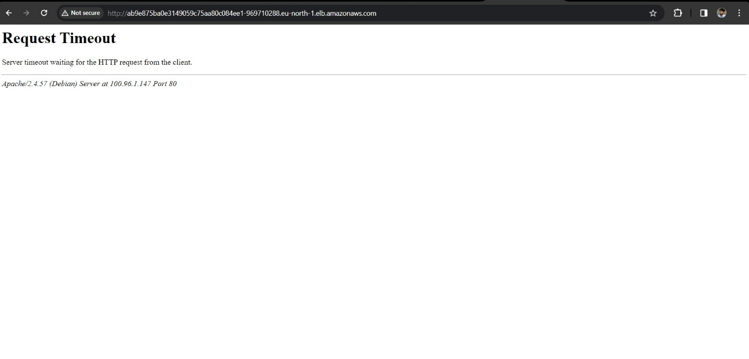 Not secure http://ab9e875ba0e3149059c75aa80c084ee1-969710288.eu-north-1.elb.amazonaws.com
Request Timeout
Server timeout waiting for the HTTP request from the client.
Apache/2.4.57 (Debian) Server at 100.96.1.147 Port 80